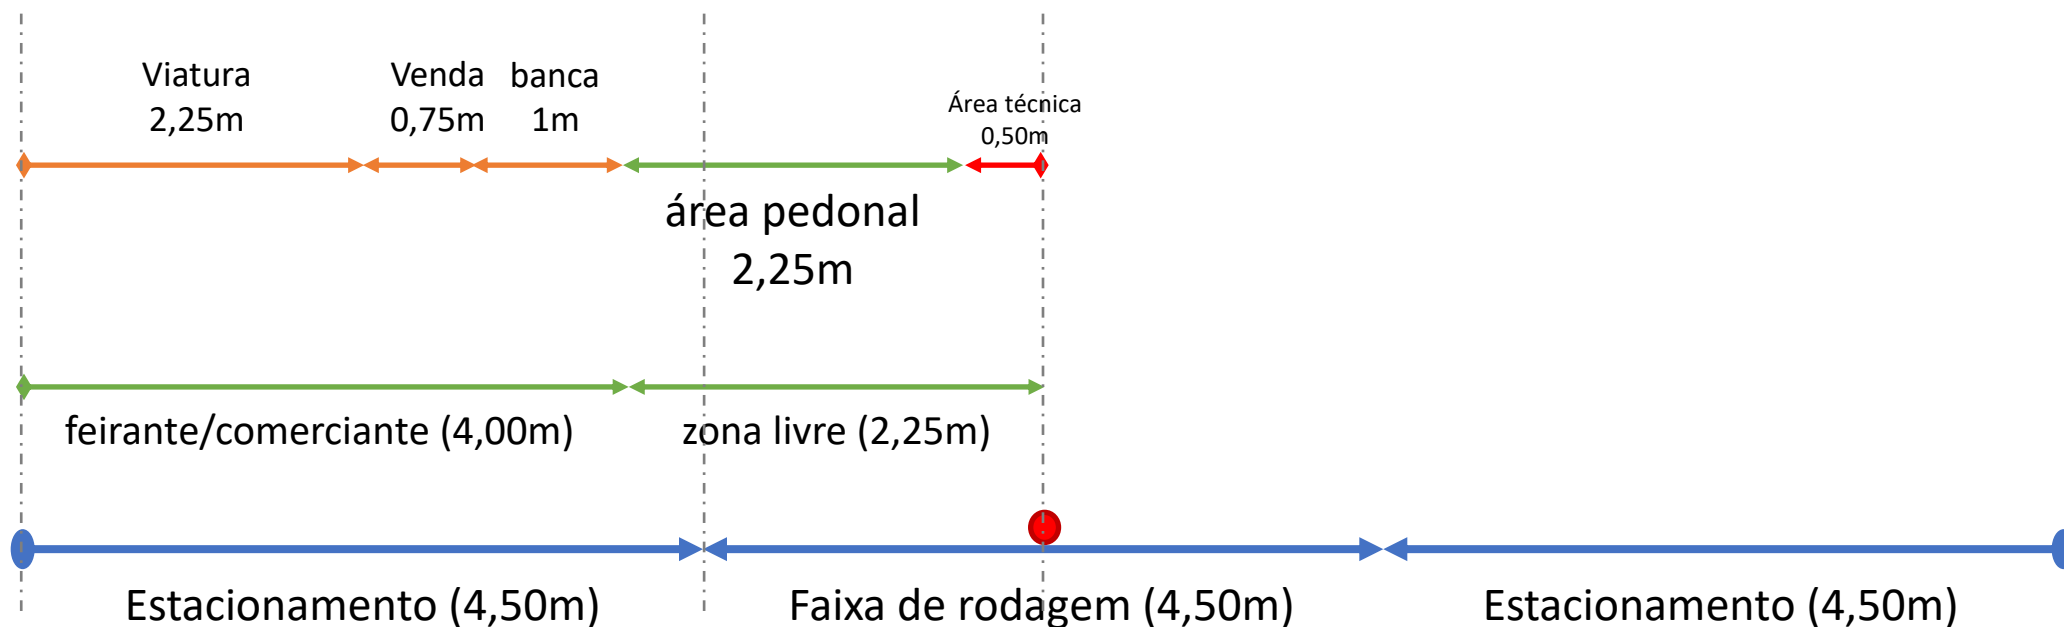 Viatura
2,25m
Venda
0,75m
banca
1m
Área técnica
0,50m
área pedonal
2,25m
feirante/comerciante (4,00m)
zona livre (2,25m)
Estacionamento (4,50m)
Faixa de rodagem (4,50m)
Estacionamento (4,50m)